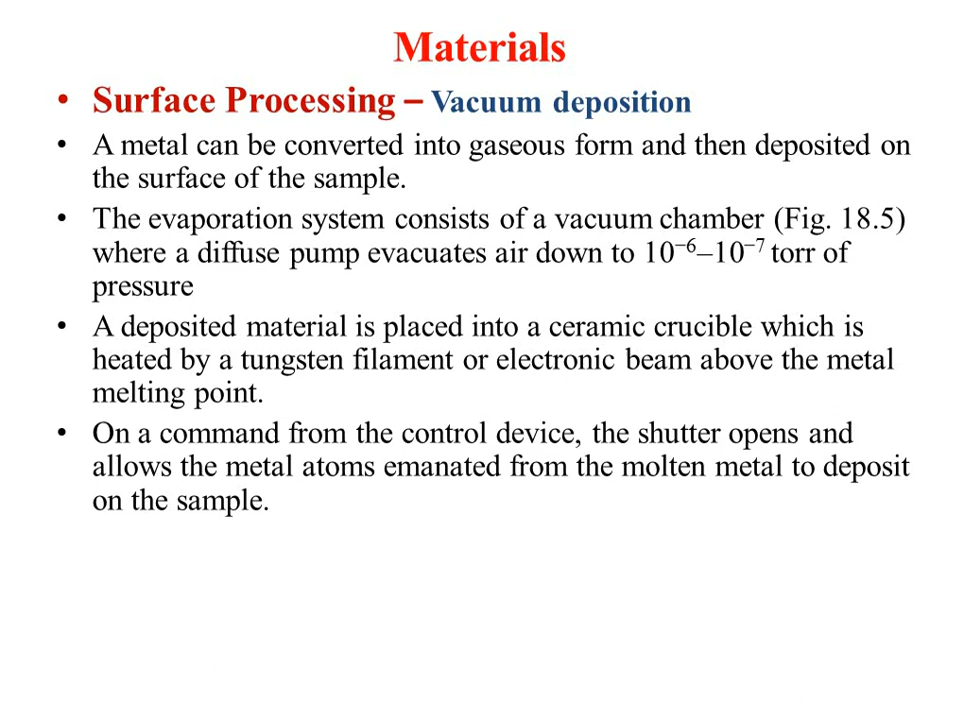 Materials
• Surface Processing – Vacuum deposition
• A metal can be converted into gaseous form and then deposited on
the surface of the sample.
• The evaporation system consists of a vacuum chamber (Fig. 18.5)
where a diffuse pump evacuates air down to 10⁻⁶–10⁻⁷ torr of
pressure
• A deposited material is placed into a ceramic crucible which is
heated by a tungsten filament or electronic beam above the metal
melting point.
• On a command from the control device, the shutter opens and
allows the metal atoms emanated from the molten metal to deposit
on the sample.